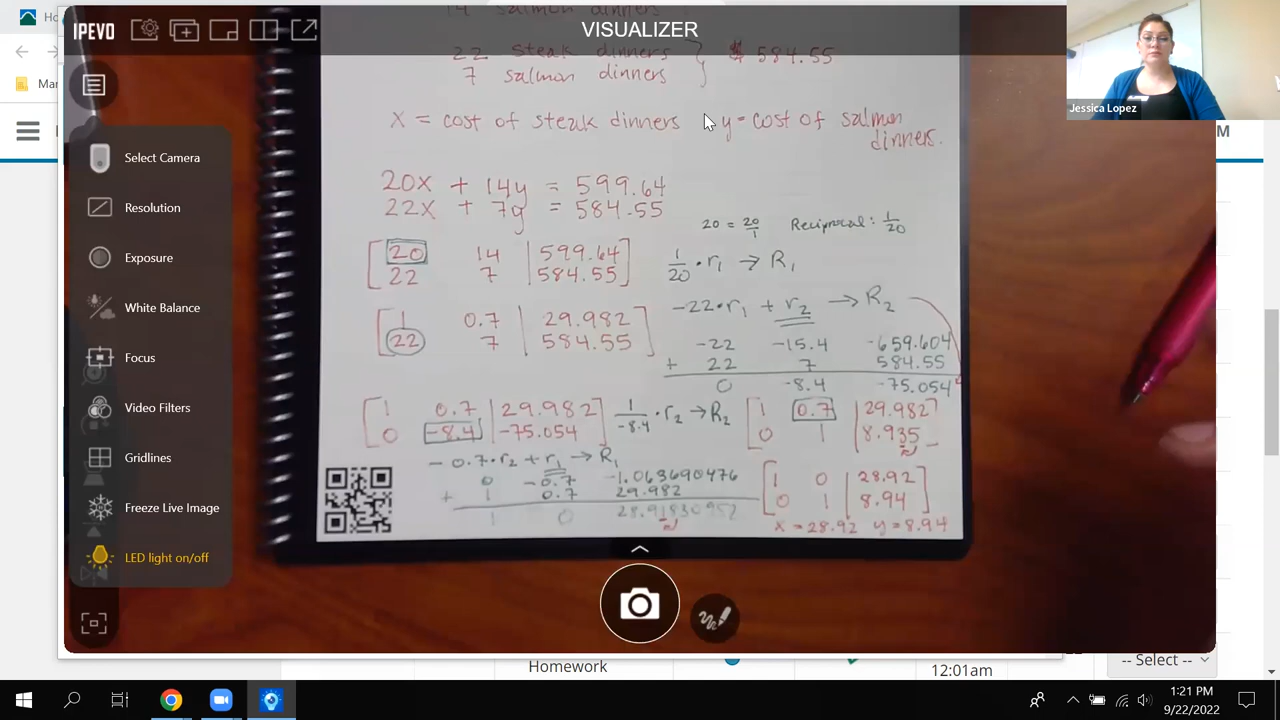 IPEVO
VISUALIZER
14 salmon dinners
22 steak dinners } $ 584.55
7 salmon dinners
x = cost of steak dinners y = cost of salmon dinners.
20x + 14y = 599.64
22x + 7y = 584.55
20 = 20/1 Reciprocal: 1/20
[ 20 14 | 599.64 ]
[ 22 7 | 584.55 ]
1/20 · r₁ → R₁
[ 1 0.7 | 29.982 ]
[ 22 7 | 584.55 ]
-22 · r₁ + r₂ → R₂
-22 -15.4 -659.604
+ 22 7 584.55
0 -8.4 -75.054
[ 1 0.7 | 29.982 ]
[ 0 -8.4 | -75.054 ]
1/-8.4 · r₂ → R₂
[ 1 0.7 | 29.982 ]
[ 0 1 | 8.935 ]
-0.7 · r₂ + r₁ → R₁
0 -0.7 -1.063690476
+ 1 0.7 29.982
1 0 28.91830952
[ 1 0 | 28.92 ]
[ 0 1 | 8.94 ]
x = 28.92 y = 8.94
Select Camera
Resolution
Exposure
White Balance
Focus
Video Filters
Gridlines
Freeze Live Image
LED light on/off
Jessica Lopez
Ho
Mar
M
Homework
12:01am
-- Select --
1:21 PM
9/22/2022